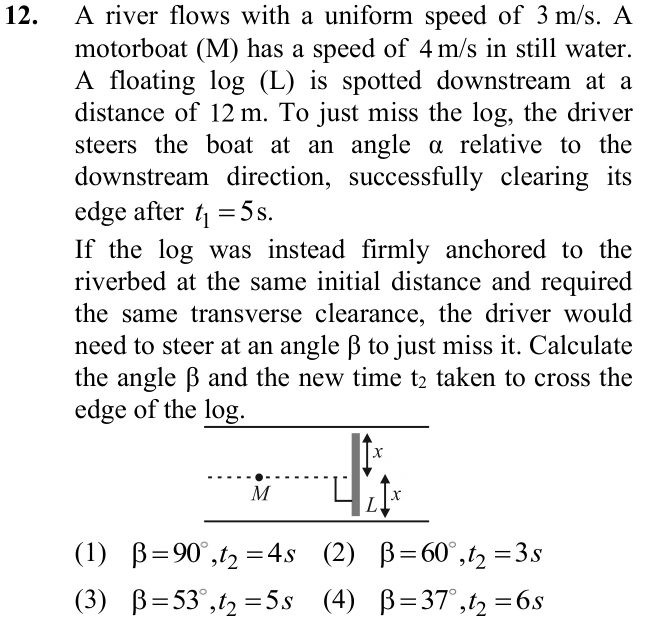 12. A river flows with a uniform speed of 3 m/s. A
motorboat (M) has a speed of 4 m/s in still water.
A floating log (L) is spotted downstream at a
distance of 12 m. To just miss the log, the driver
steers the boat at an angle α relative to the
downstream direction, successfully clearing its
edge after t₁ = 5 s.
If the log was instead firmly anchored to the
riverbed at the same initial distance and required
the same transverse clearance, the driver would
need to steer at an angle β to just miss it. Calculate
the angle β and the new time t₂ taken to cross the
edge of the log.
x
M
L x
(1) β = 90°, t₂ = 4s (2) β = 60°, t₂ = 3s
(3) β = 53°, t₂ = 5s (4) β = 37°, t₂ = 6s